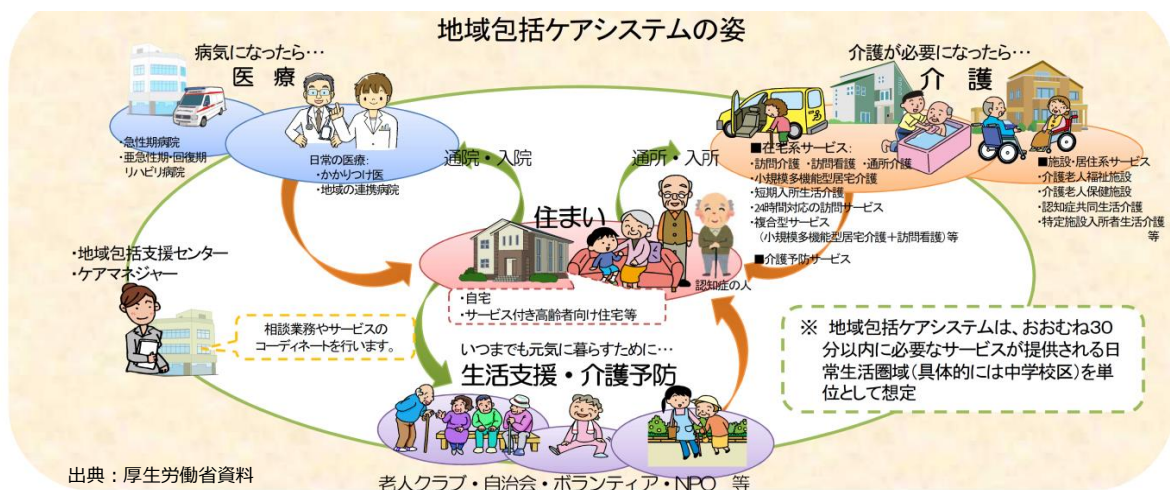 地域包括ケアシステムの姿
病気になったら…
医療
・急性期病院
・亜急性期・回復期
リハビリ病院
日常の医療:
・かかりつけ医
・地域の連携病院
通院・入院
通所・入所
介護が必要になったら…
介護
■在宅系サービス:
・訪問介護 ・訪問看護 ・通所介護
・小規模多機能型居宅介護
・短期入所生活介護
・24時間対応の訪問サービス
・複合型サービス
(小規模多機能型居宅介護+訪問看護)等
■介護予防サービス
■施設・居住系サービス
・介護老人福祉施設
・介護老人保健施設
・認知症共同生活介護
・特定施設入所者生活介護
等
住まい
認知症の人
・自宅
・サービス付き高齢者向け住宅等
・地域包括支援センター
・ケアマネジャー
相談業務やサービスの
コーディネートを行います。
いつまでも元気に暮らすために…
生活支援・介護予防
※ 地域包括ケアシステムは、おおむね30
分以内に必要なサービスが提供される日
常生活圏域(具体的には中学校区)を単
位として想定
老人クラブ・自治会・ボランティア・NPO 等
出典:厚生労働省資料